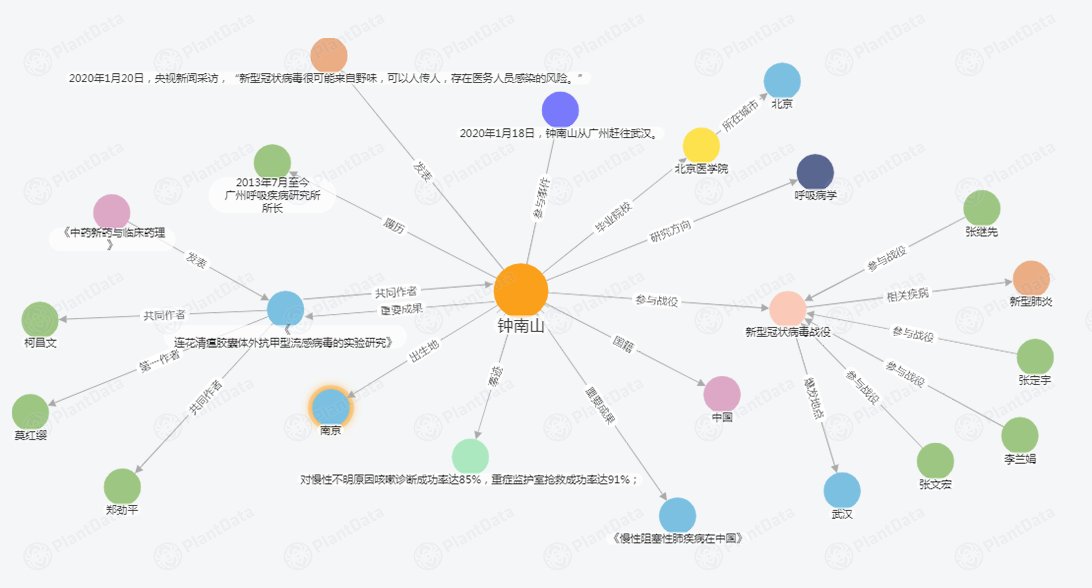 2020年1月20日，央视新闻采访，“新型冠状病毒很可能来自野味，可以人传人，存在医务人员感染的风险。”
发表
2020年1月18日，钟南山从广州赶往武汉。
参与事件
北京
所在城市
北京医学院
毕业院校
呼吸病学
研究方向
2013年7月至今
广州呼吸疾病研究所
所长
履历
《中药新药与临床药理
》
发表
张继先
参与战役
新型肺炎
相关疾病
共同作者
重要成果
钟南山
参与战役
新型冠状病毒战役
《
连花清瘟胶囊体外抗甲型流感病毒的实验研究》
柯昌文
共同作者
第一作者
莫红缨
共同作者
郑劲平
出生地
南京
事迹
对慢性不明原因咳嗽诊断成功率达85%，重症监护室抢救成功率达91%；
重要成果
《慢性阻塞性肺疾病在中国》
国籍
中国
参与战役
张定宇
参与战役
李兰娟
参与战役
张文宏
爆发地点
武汉
PlantData